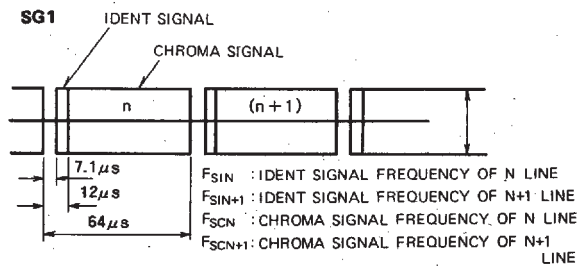 SG1
IDENT SIGNAL
CHROMA SIGNAL
n
(n+1)
7.1μs
12μs
64μs
FSIN : IDENT SIGNAL FREQUENCY OF N LINE
FSIN+1 : IDENT SIGNAL FREQUENCY OF N+1 LINE
FSCN : CHROMA SIGNAL FREQUENCY OF N LINE
FSCN+1 : CHROMA SIGNAL FREQUENCY OF N+1
LINE